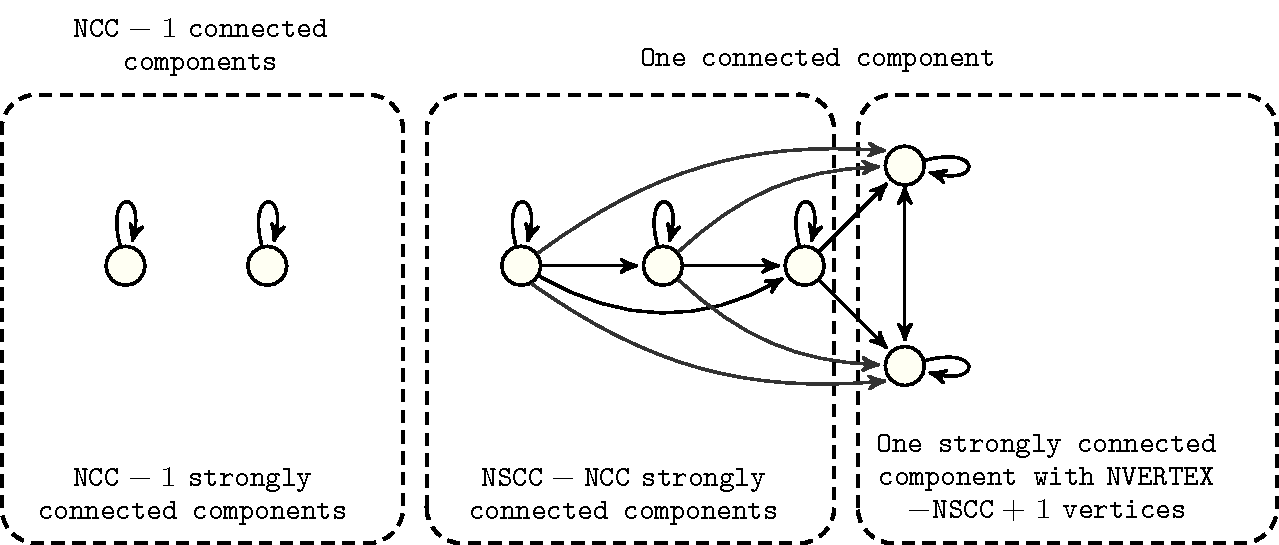 NCC − 1 connected
components
One connected component
NCC − 1 strongly
connected components
NSCC − NCC strongly
connected components
One strongly connected
component with NVERTEX
−NSCC + 1 vertices